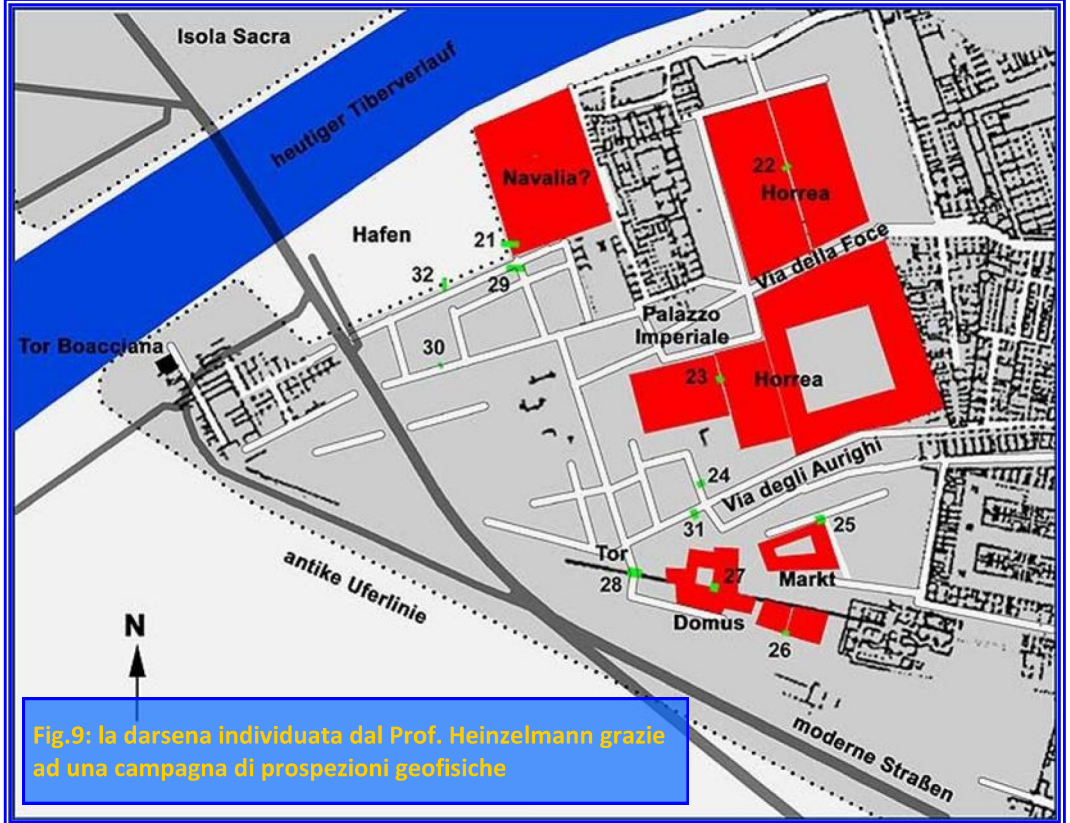 Isola Sacra
heutiger Tiberverlauf
Navalia?
22
Horrea
Hafen
21
Via della Foce
32
29
Palazzo
Imperiale
Tor Boacciana
30
23
Horrea
24
Via degli Aurighi
31
25
Tor
28
27
Markt
antike Uferlinie
Domus
26
N
moderne Straßen
Fig.9: la darsena individuata dal Prof. Heinzelmann grazie
ad una campagna di prospezioni geofisiche